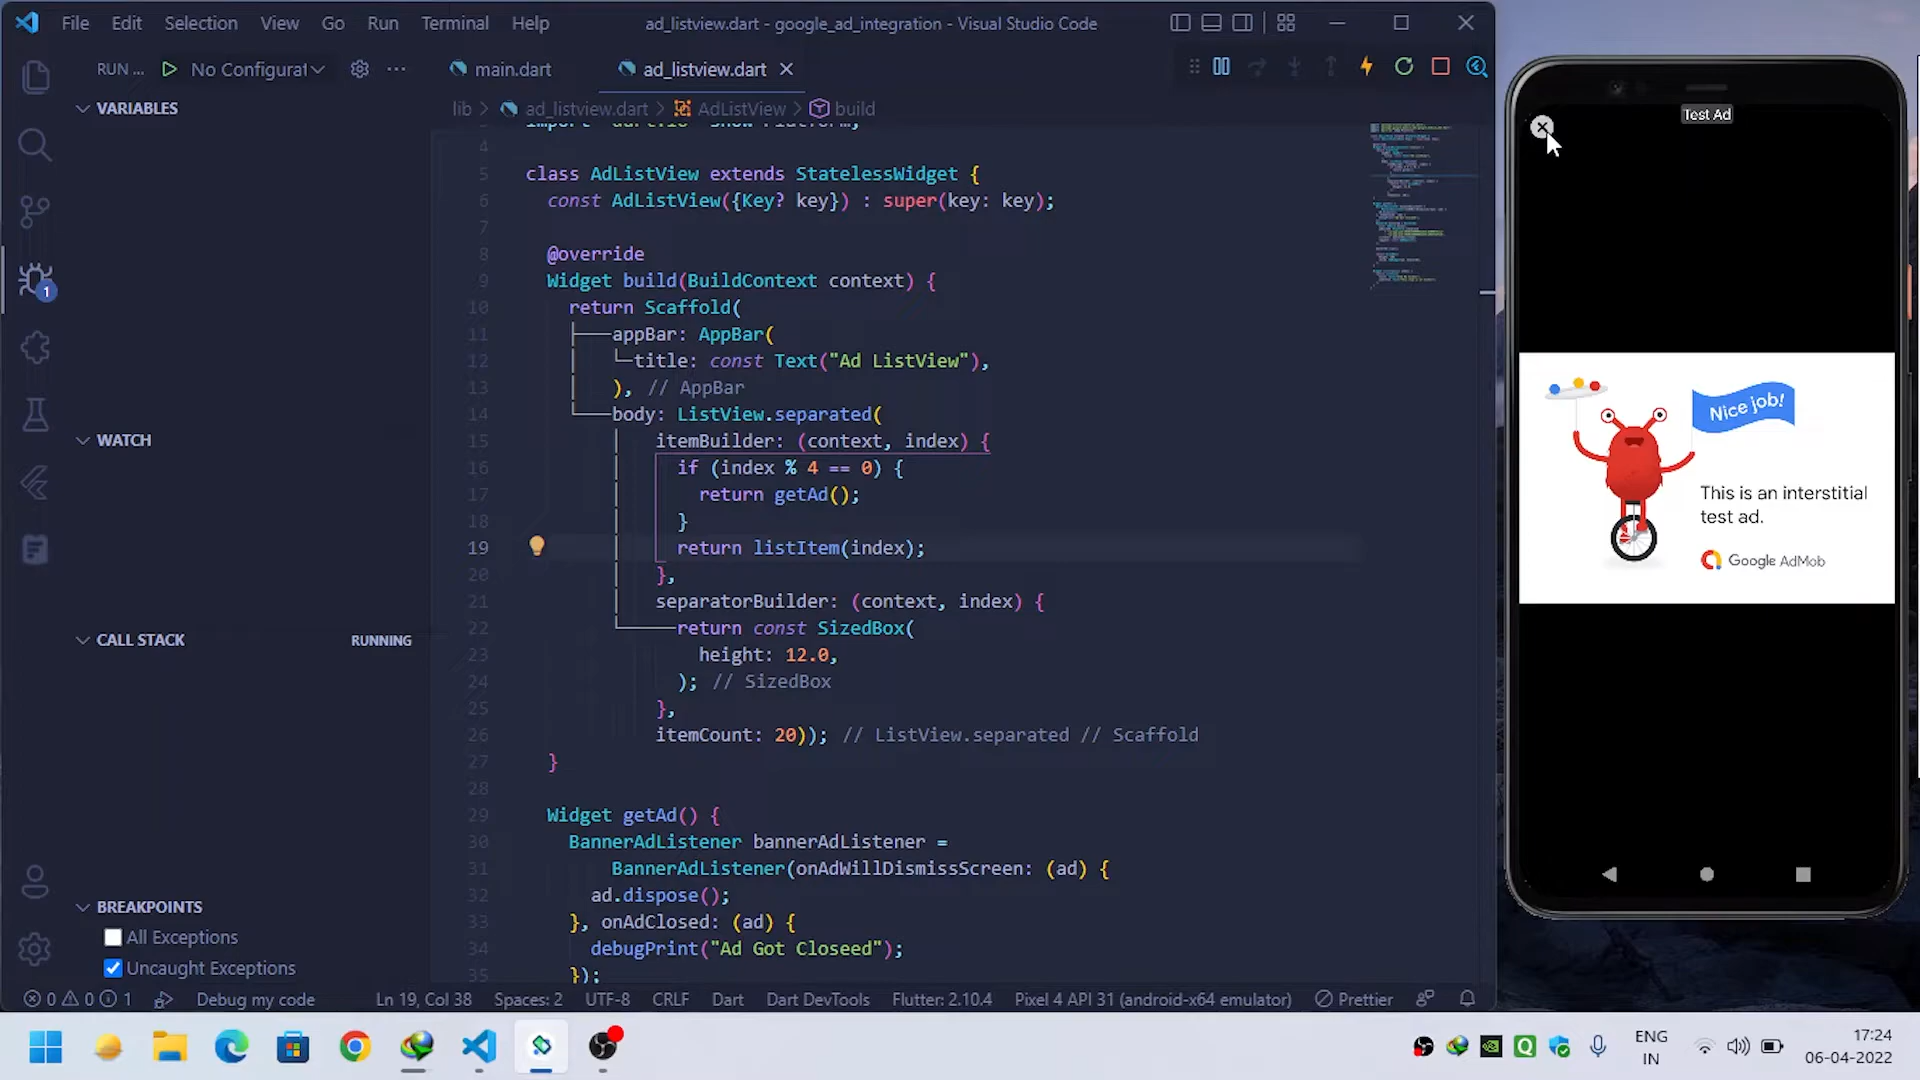 File Edit Selection View Go Run Terminal Help
ad_listview.dart - google_ad_integration - Visual Studio Code
RUN ... No Configurat
main.dart
ad_listview.dart
lib > ad_listview.dart > AdListView > build
VARIABLES
WATCH
CALL STACK
RUNNING
BREAKPOINTS
All Exceptions
Uncaught Exceptions
1
4
5 class AdListView extends StatelessWidget {
6 const AdListView({Key? key}) : super(key: key);
7
8 @override
9 Widget build(BuildContext context) {
10 return Scaffold(
11 appBar: AppBar(
12 title: const Text("Ad ListView"),
13 ), // AppBar
14 body: ListView.separated(
15 itemBuilder: (context, index) {
16 if (index % 4 == 0) {
17 return getAd();
18 }
19 return listItem(index);
20 },
21 separatorBuilder: (context, index) {
22 return const SizedBox(
23 height: 12.0,
24 ); // SizedBox
25 },
26 itemCount: 20)); // ListView.separated // Scaffold
27 }
28
29 Widget getAd() {
30 BannerAdListener bannerAdListener =
31 BannerAdListener(onAdWillDismissScreen: (ad) {
32 ad.dispose();
33 }, onAdClosed: (ad) {
34 debugPrint("Ad Got Closeed");
35 });
0 0 1 Debug my code Ln 19, Col 38 Spaces: 2 UTF-8 CRLF Dart Dart DevTools Flutter: 2.10.4 Pixel 4 API 31 (android-x64 emulator) Prettier
Test Ad
Nice job!
This is an interstitial
test ad.
Google AdMob
ENG
IN
17:24
06-04-2022